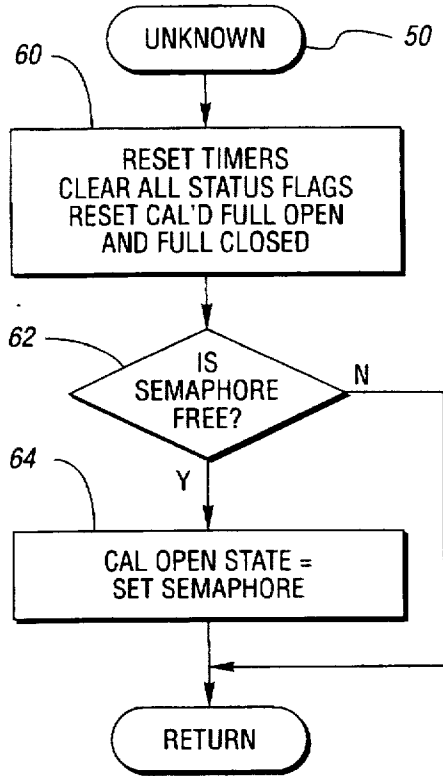 UNKNOWN
50
60
RESET TIMERS
CLEAR ALL STATUS FLAGS
RESET CAL'D FULL OPEN
AND FULL CLOSED
62
IS
SEMAPHORE
FREE?
N
Y
64
CAL OPEN STATE =
SET SEMAPHORE
RETURN